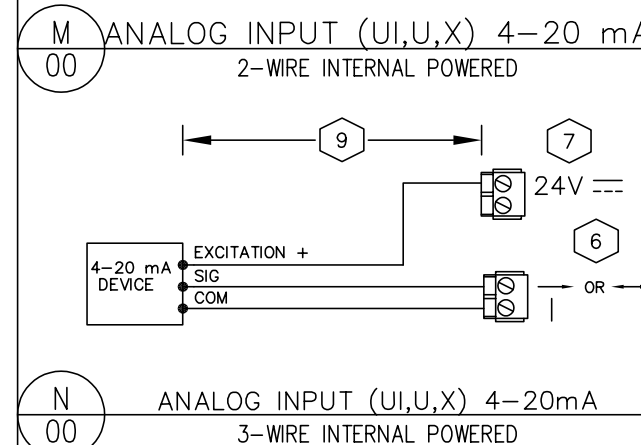 M
00
ANALOG INPUT (UI,U,X) 4-20 mA
2-WIRE INTERNAL POWERED
9
7
24V
6
4-20 mA
DEVICE
EXCITATION +
SIG
COM
OR
N
00
ANALOG INPUT (UI,U,X) 4-20mA
3-WIRE INTERNAL POWERED